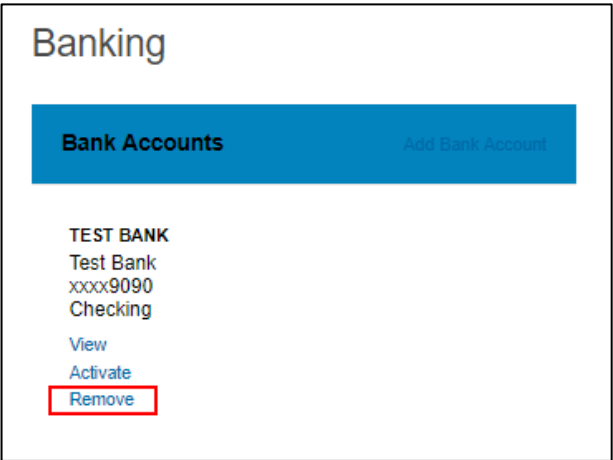 Banking
Bank Accounts Add Bank Account
TEST BANK
Test Bank
xxxx9090
Checking
View
Activate
Remove